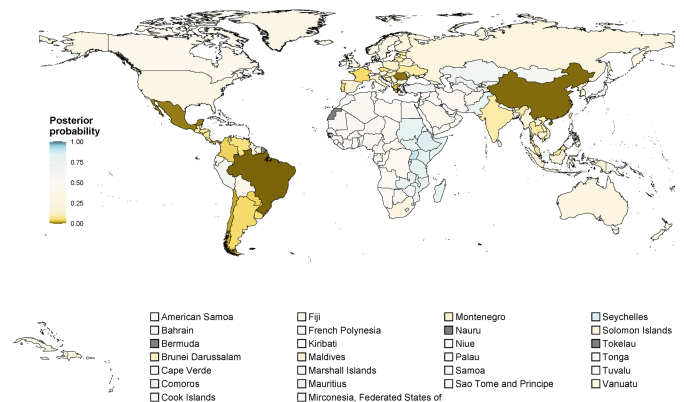 Posterior
probability
1.00
0.75
0.50
0.25
0.00
American Samoa
Bahrain
Bermuda
Brunei Darussalam
Cape Verde
Comoros
Cook Islands
Fiji
French Polynesia
Kiribati
Maldives
Marshall Islands
Mauritius
Mirconesia, Federated States of
Montenegro
Nauru
Niue
Palau
Samoa
Sao Tome and Principe
Seychelles
Solomon Islands
Tokelau
Tonga
Tuvalu
Vanuatu